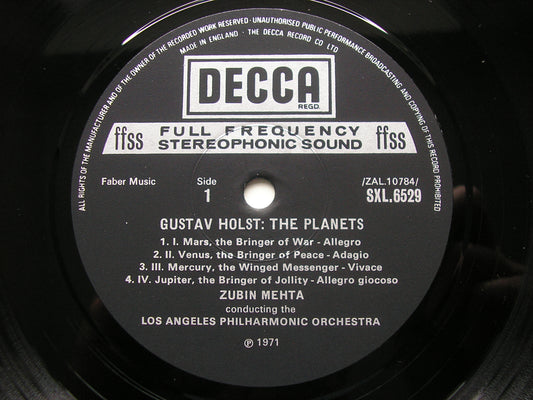 ALL RIGHTS OF THE MANUFACTURER AND OF THE OWNER OF THE RECORDED WORK RESERVED · UNAUTHORISED PUBLIC PERFORMANCE BROADCASTING AND COPYING OF THIS RECORD PROHIBITED
MADE IN ENGLAND · THE DECCA RECORD CO LTD
DECCA
REGD.
ffss FULL FREQUENCY ffss
STEREOPHONIC SOUND
Faber Music Side /ZAL.10784/
1 SXL.6529
GUSTAV HOLST: THE PLANETS
1. I. Mars, the Bringer of War - Allegro
2. II. Venus, the Bringer of Peace - Adagio
3. III. Mercury, the Winged Messenger - Vivace
4. IV. Jupiter, the Bringer of Jollity - Allegro giocoso
ZUBIN MEHTA
conducting the
LOS ANGELES PHILHARMONIC ORCHESTRA
℗ 1971